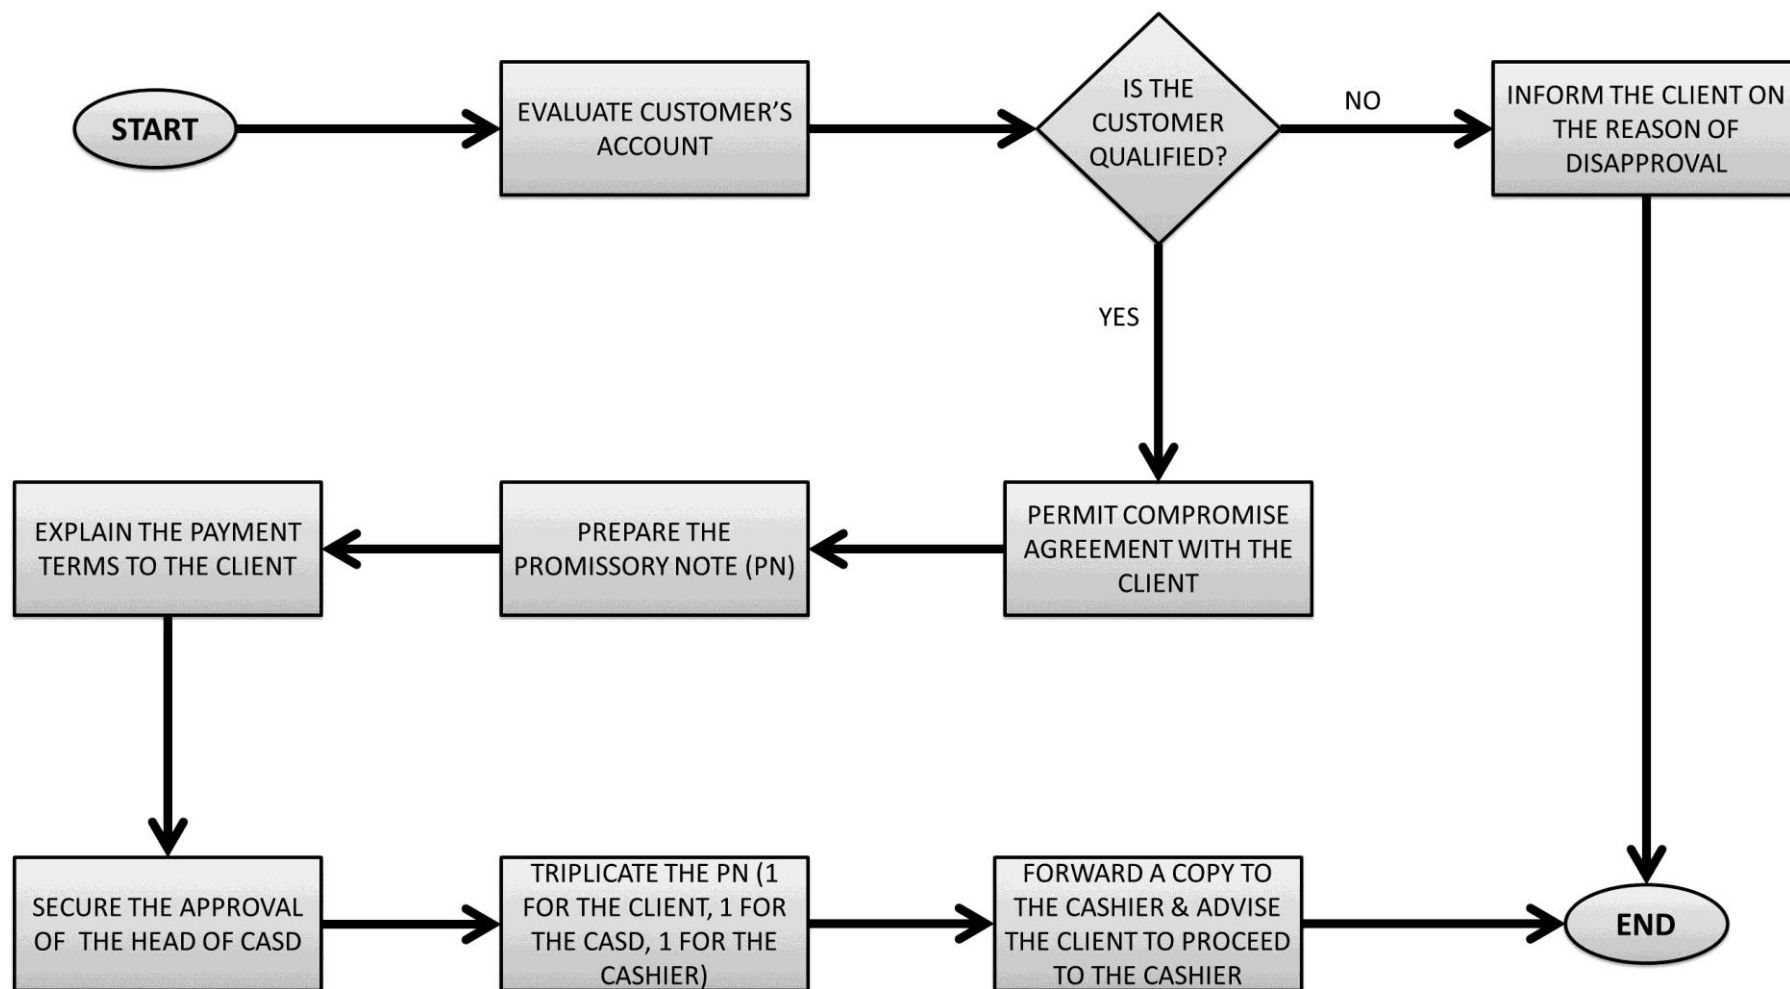 START
EVALUATE CUSTOMER’S
ACCOUNT
IS THE
CUSTOMER
QUALIFIED?
NO
INFORM THE CLIENT ON
THE REASON OF
DISAPPROVAL
YES
PERMIT COMPROMISE
AGREEMENT WITH THE
CLIENT
PREPARE THE
PROMISSORY NOTE (PN)
EXPLAIN THE PAYMENT
TERMS TO THE CLIENT
SECURE THE APPROVAL
OF THE HEAD OF CASD
TRIPLICATE THE PN (1
FOR THE CLIENT, 1 FOR
THE CASD, 1 FOR THE
CASHIER)
FORWARD A COPY TO
THE CASHIER & ADVISE
THE CLIENT TO PROCEED
TO THE CASHIER
END